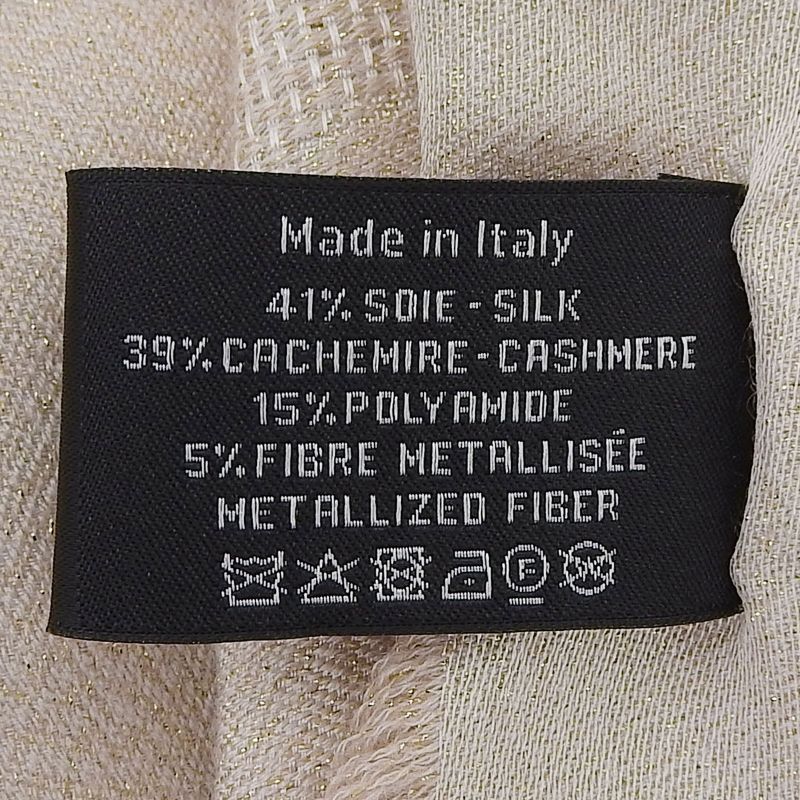 Made in Italy
41% SOIE - SILK
39% CACHEMIRE - CASHMERE
15% POLYAMIDE
5% FIBRE METALLISÉE
METALLIZED FIBER
F W